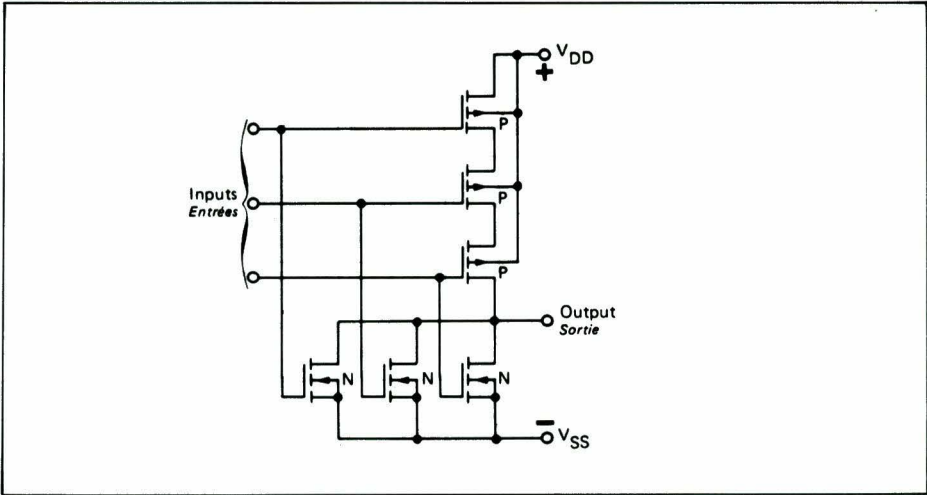 V_DD
+
P
P
Inputs
Entrées
P
Output
Sortie
N
N
N
−
V_SS